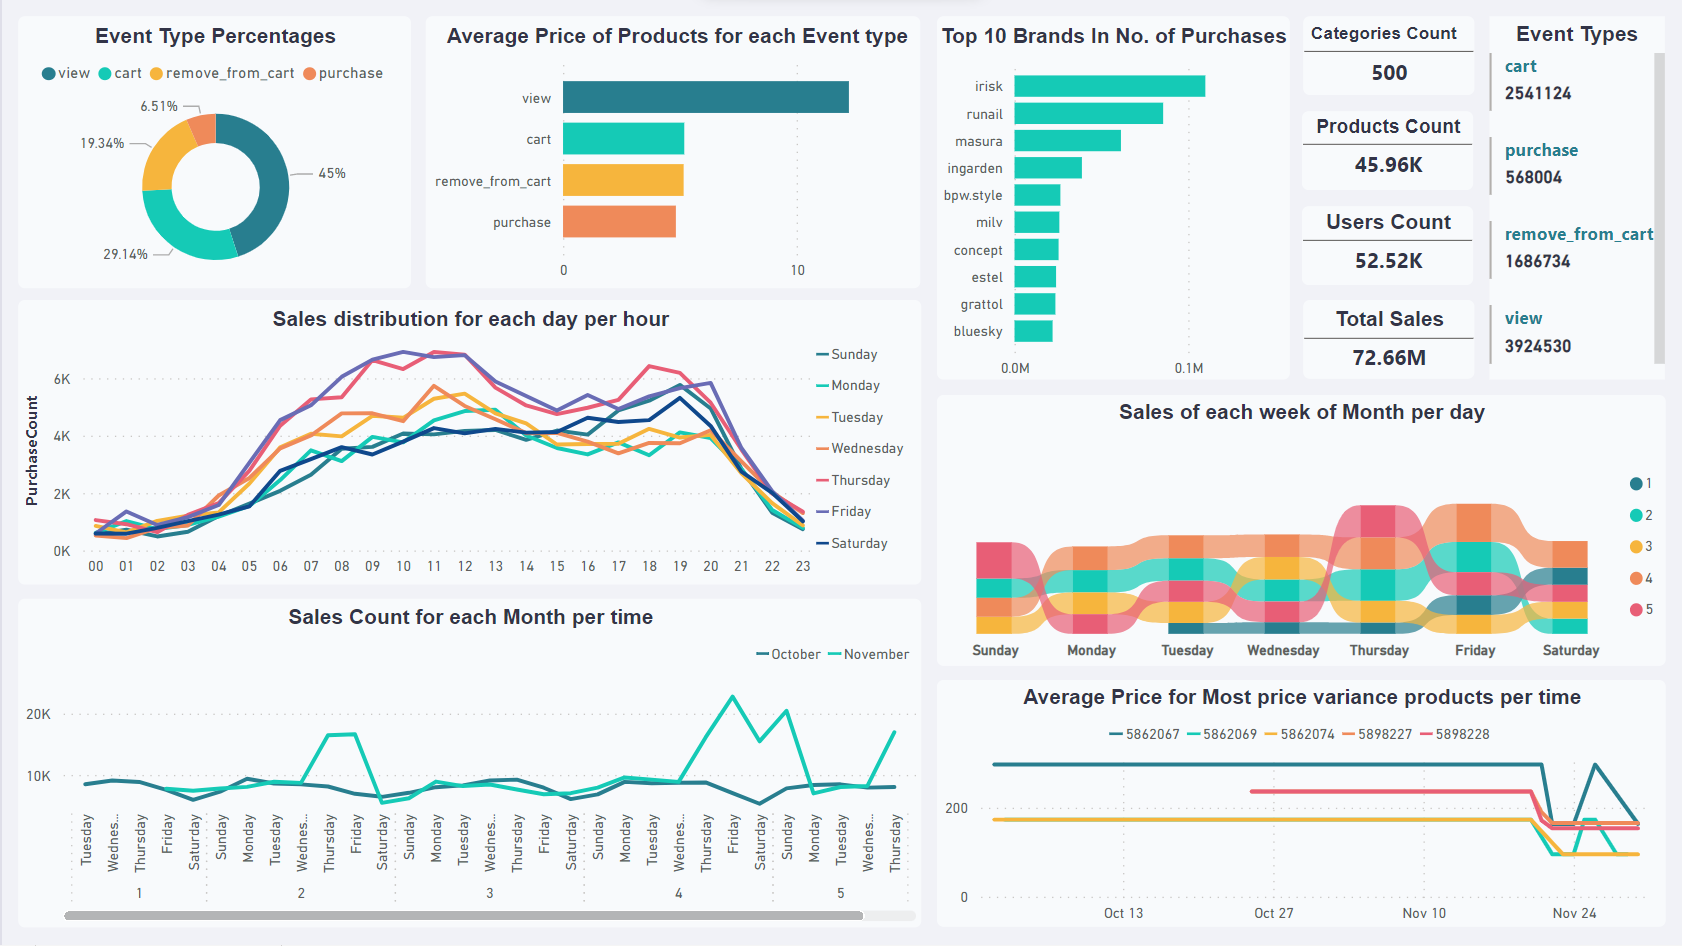 Event Type Percentages
view cart remove_from_cart purchase
6.51%
19.34%
45%
29.14%
Average Price of Products for each Event type
view
cart
remove_from_cart
purchase
0 10
Top 10 Brands In No. of Purchases
irisk
runail
masura
ingarden
bpw.style
milv
concept
estel
grattol
bluesky
0.0M 0.1M
Categories Count
500
Products Count
45.96K
Users Count
52.52K
Total Sales
72.66M
Event Types
cart
2541124
purchase
568004
remove_from_cart
1686734
view
3924530
Sales distribution for each day per hour
PurchaseCount
6K
4K
2K
0K
00 01 02 03 04 05 06 07 08 09 10 11 12 13 14 15 16 17 18 19 20 21 22 23
Sunday
Monday
Tuesday
Wednesday
Thursday
Friday
Saturday
Sales of each week of Month per day
1
2
3
4
5
Sunday Monday Tuesday Wednesday Thursday Friday Saturday
Sales Count for each Month per time
October November
20K
10K
Tuesday Wednes... Thursday Friday Saturday Sunday Monday Tuesday Wednes... Thursday Friday Saturday Sunday Monday Tuesday Wednes... Thursday Friday Saturday Sunday Monday Tuesday Wednes... Thursday Friday Saturday Sunday Monday Tuesday Wednes... Thursday
1 2 3 4 5
Average Price for Most price variance products per time
5862067 5862069 5862074 5898227 5898228
200
0
Oct 13 Oct 27 Nov 10 Nov 24